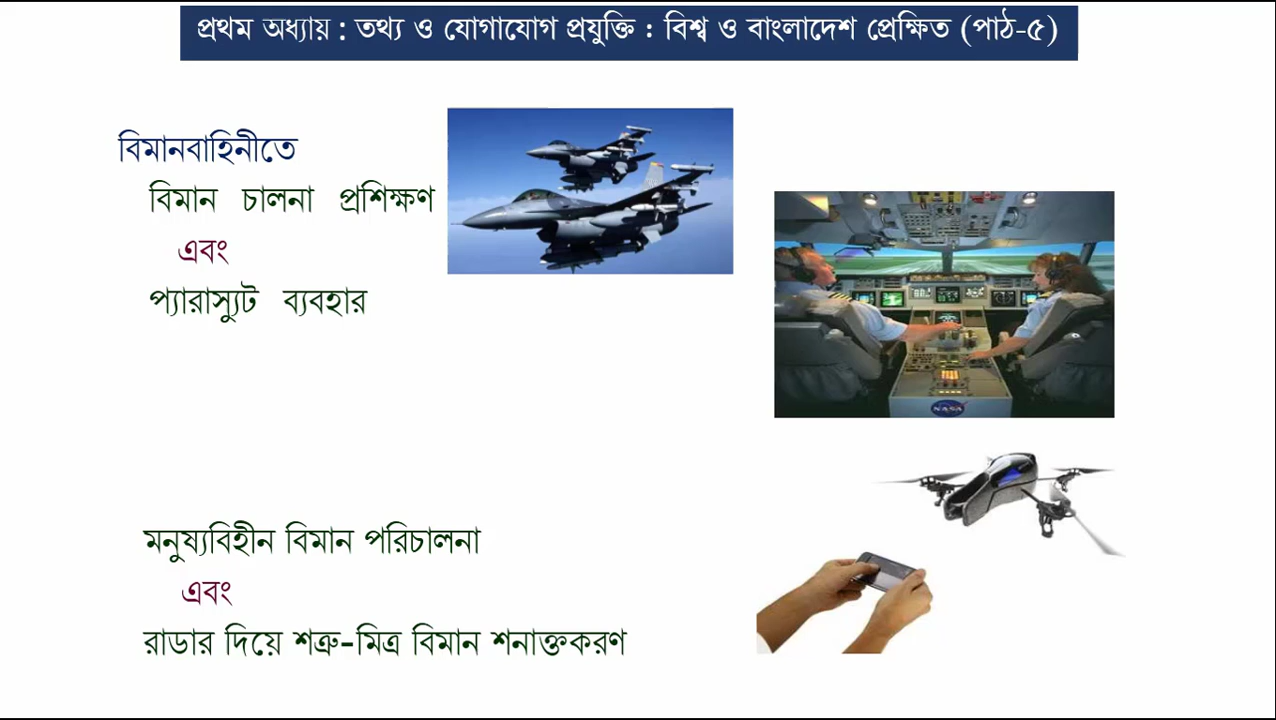 প্রথম অধ্যায় : তথ্য ও যোগাযোগ প্রযুক্তি : বিশ্ব ও বাংলাদেশ প্রেক্ষিত (পাঠ-৫)
বিমানবাহিনীতে
বিমান চালনা প্রশিক্ষণ
এবং
প্যারাস্যুট ব্যবহার
NASA
মনুষ্যবিহীন বিমান পরিচালনা
এবং
রাডার দিয়ে শত্রু-মিত্র বিমান শনাক্তকরণ